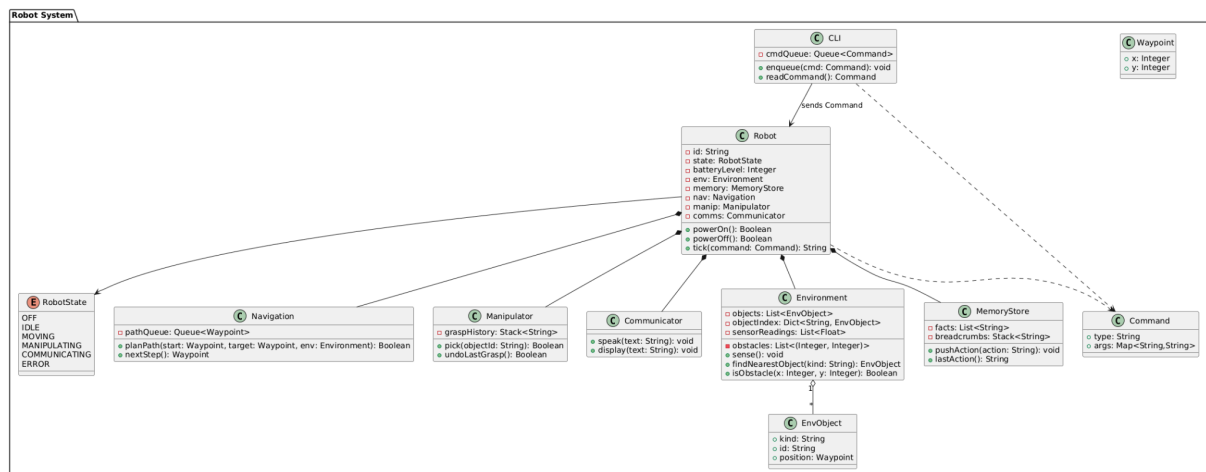 Robot System
C CLI
cmdQueue: Queue<Command>
enqueue(cmd: Command): void
readCommand(): Command
C Waypoint
x: Integer
y: Integer
sends Command
C Robot
id: String
state: RobotState
batteryLevel: Integer
env: Environment
memory: MemoryStore
nav: Navigation
manip: Manipulator
comms: Communicator
powerOn(): Boolean
powerOff(): Boolean
tick(command: Command): String
E RobotState
OFF
IDLE
MOVING
MANIPULATING
COMMUNICATING
ERROR
C Navigation
pathQueue: Queue<Waypoint>
planPath(start: Waypoint, target: Waypoint, env: Environment): Boolean
nextStep(): Waypoint
C Manipulator
graspHistory: Stack<String>
pick(objectId: String): Boolean
undoLastGrasp(): Boolean
C Communicator
speak(text: String): void
display(text: String): void
C Environment
objects: List<EnvObject>
objectIndex: Dict<String, EnvObject>
sensorReadings: List<Float>
obstacles: List<(Integer, Integer)>
sense(): void
findNearestObject(kind: String): EnvObject
isObstacle(x: Integer, y: Integer): Boolean
C MemoryStore
facts: List<String>
breadcrumbs: Stack<String>
pushAction(action: String): void
lastAction(): String
C Command
type: String
args: Map<String,String>
1
*
C EnvObject
kind: String
id: String
position: Waypoint